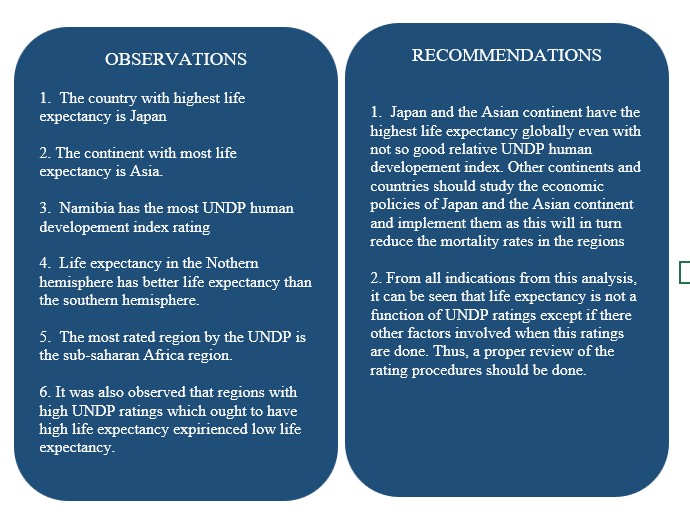 OBSERVATIONS
1. The country with highest life
expectancy is Japan
2. The continent with most life
expectancy is Asia.
3. Namibia has the most UNDP human
developement index rating
4. Life expectancy in the Nothern
hemisphere has better life expectancy than
the southern hemisphere.
5. The most rated region by the UNDP is
the sub-saharan Africa region.
6. It was also observed that regions with
high UNDP ratings which ought to have
high life expectancy expirienced low life
expectancy.
RECOMMENDATIONS
1. Japan and the Asian continent have the
highest life expectancy globally even with
not so good relative UNDP human
developement index. Other continents and
countries should study the economic
policies of Japan and the Asian continent
and implement them as this will in turn
reduce the mortality rates in the regions
2. From all indications from this analysis,
it can be seen that life expectancy is not a
function of UNDP ratings except if there
other factors involved when this ratings
are done. Thus, a proper review of the
rating procedures should be done.